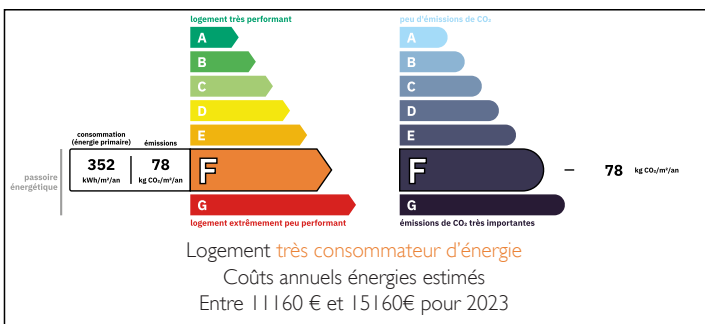 logement très performant
A
B
C
D
E
F
G
logement extrêmement peu performant
consommation
(énergie primaire)
émissions
352
78
kWh/m²/an
kg CO₂/m²/an
passoire
énergétique
peu d'émissions de CO₂
A
B
C
D
E
F
G
émissions de CO₂ très importantes
78 kg CO₂/m²/an
Logement très consommateur d'énergie
Coûts annuels énergies estimés
Entre 11160 € et 15160€ pour 2023